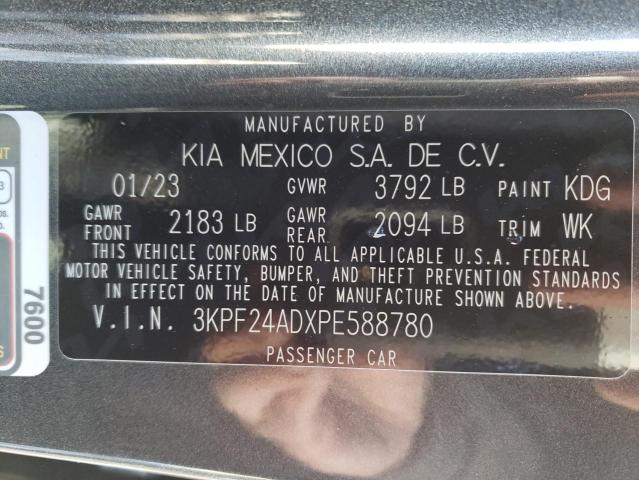 MANUFACTURED BY
KIA MEXICO S.A. DE C.V.
01/23 GVWR 3792 LB PAINT KDG
GAWR FRONT 2183 LB GAWR REAR 2094 LB TRIM WK
THIS VEHICLE CONFORMS TO ALL APPLICABLE U.S.A. FEDERAL
MOTOR VEHICLE SAFETY, BUMPER, AND THEFT PREVENTION STANDARDS
IN EFFECT ON THE DATE OF MANUFACTURE SHOWN ABOVE.
V.I.N. 3KPF24ADXPE588780
PASSENGER CAR
7600